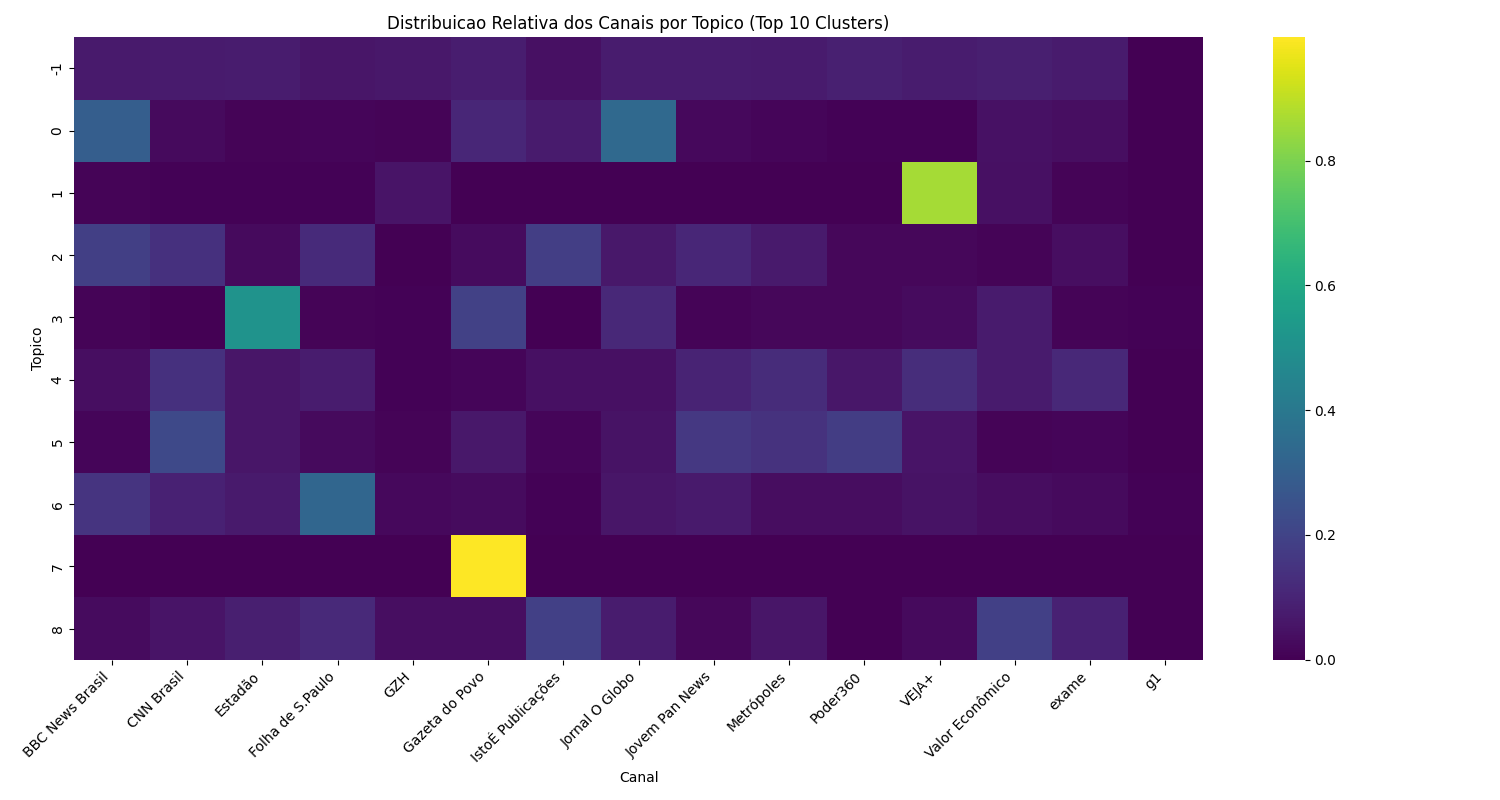 Distribuicao Relativa dos Canais por Topico (Top 10 Clusters)
Topico
-1
0
1
2
3
4
5
6
7
8
BBC News Brasil
CNN Brasil
Estadão
Folha de S.Paulo
GZH
Gazeta do Povo
IstoÉ Publicações
Jornal O Globo
Jovem Pan News
Metrópoles
Poder360
VEJA+
Valor Econômico
exame
g1
Canal
0.8
0.6
0.4
0.2
0.0